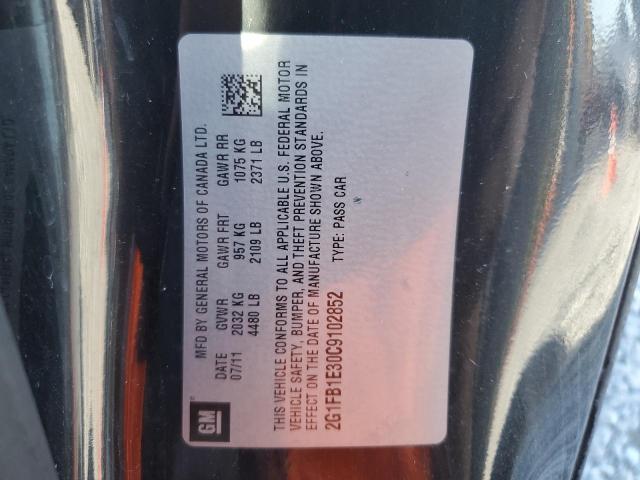 GM
MFD BY GENERAL MOTORS OF CANADA LTD.
DATE GVWR GAWR FRT GAWR RR
07/11 2032 KG 957 KG 1075 KG
4480 LB 2109 LB 2371 LB
THIS VEHICLE CONFORMS TO ALL APPLICABLE U.S. FEDERAL MOTOR
VEHICLE SAFETY, BUMPER, AND THEFT PREVENTION STANDARDS IN
EFFECT ON THE DATE OF MANUFACTURE SHOWN ABOVE.
2G1FB1E30C9102852 TYPE: PASS CAR